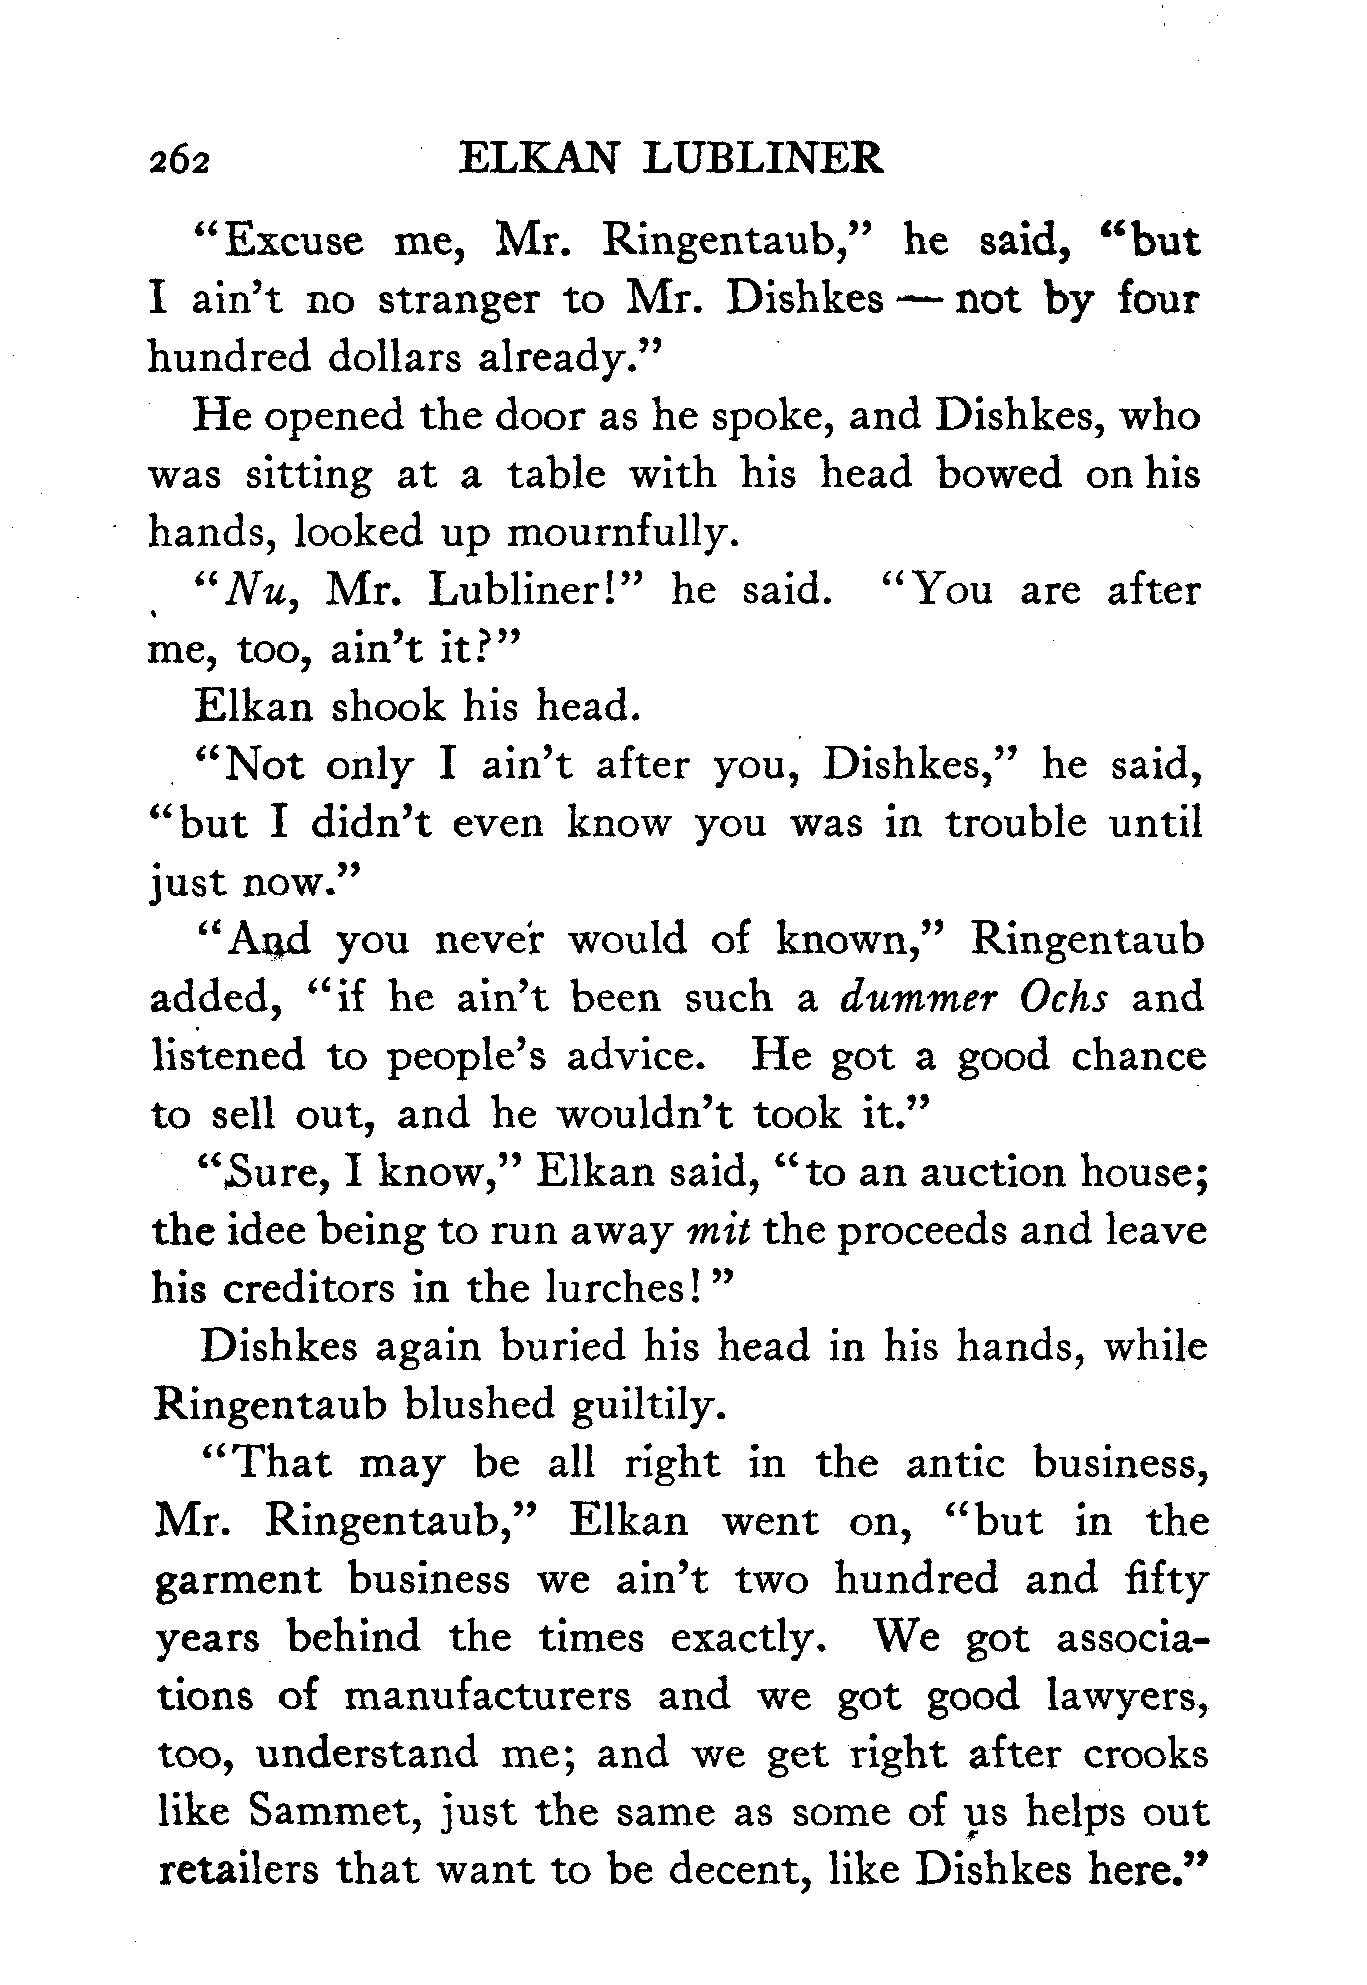 262 ELKAN LUBLINER
“Excuse me, Mr. Ringentaub,” he said, “but
I ain’t no stranger to Mr. Dishkes — not by four
hundred dollars already.”
He opened the door as he spoke, and Dishkes, who
was sitting at a table with his head bowed on his
hands, looked up mournfully.
“Nu, Mr. Lubliner!” he said. “You are after
me, too, ain’t it?”
Elkan shook his head.
“Not only I ain’t after you, Dishkes,” he said,
“but I didn’t even know you was in trouble until
just now.”
“And you never would of known,” Ringentaub
added, “if he ain’t been such a dummer Ochs and
listened to people’s advice. He got a good chance
to sell out, and he wouldn’t took it.”
“Sure, I know,” Elkan said, “to an auction house;
the idee being to run away mit the proceeds and leave
his creditors in the lurches!”
Dishkes again buried his head in his hands, while
Ringentaub blushed guiltily.
“That may be all right in the antic business,
Mr. Ringentaub,” Elkan went on, “but in the
garment business we ain’t two hundred and fifty
years behind the times exactly. We got associa-
tions of manufacturers and we got good lawyers,
too, understand me; and we get right after crooks
like Sammet, just the same as some of us helps out
retailers that want to be decent, like Dishkes here.”